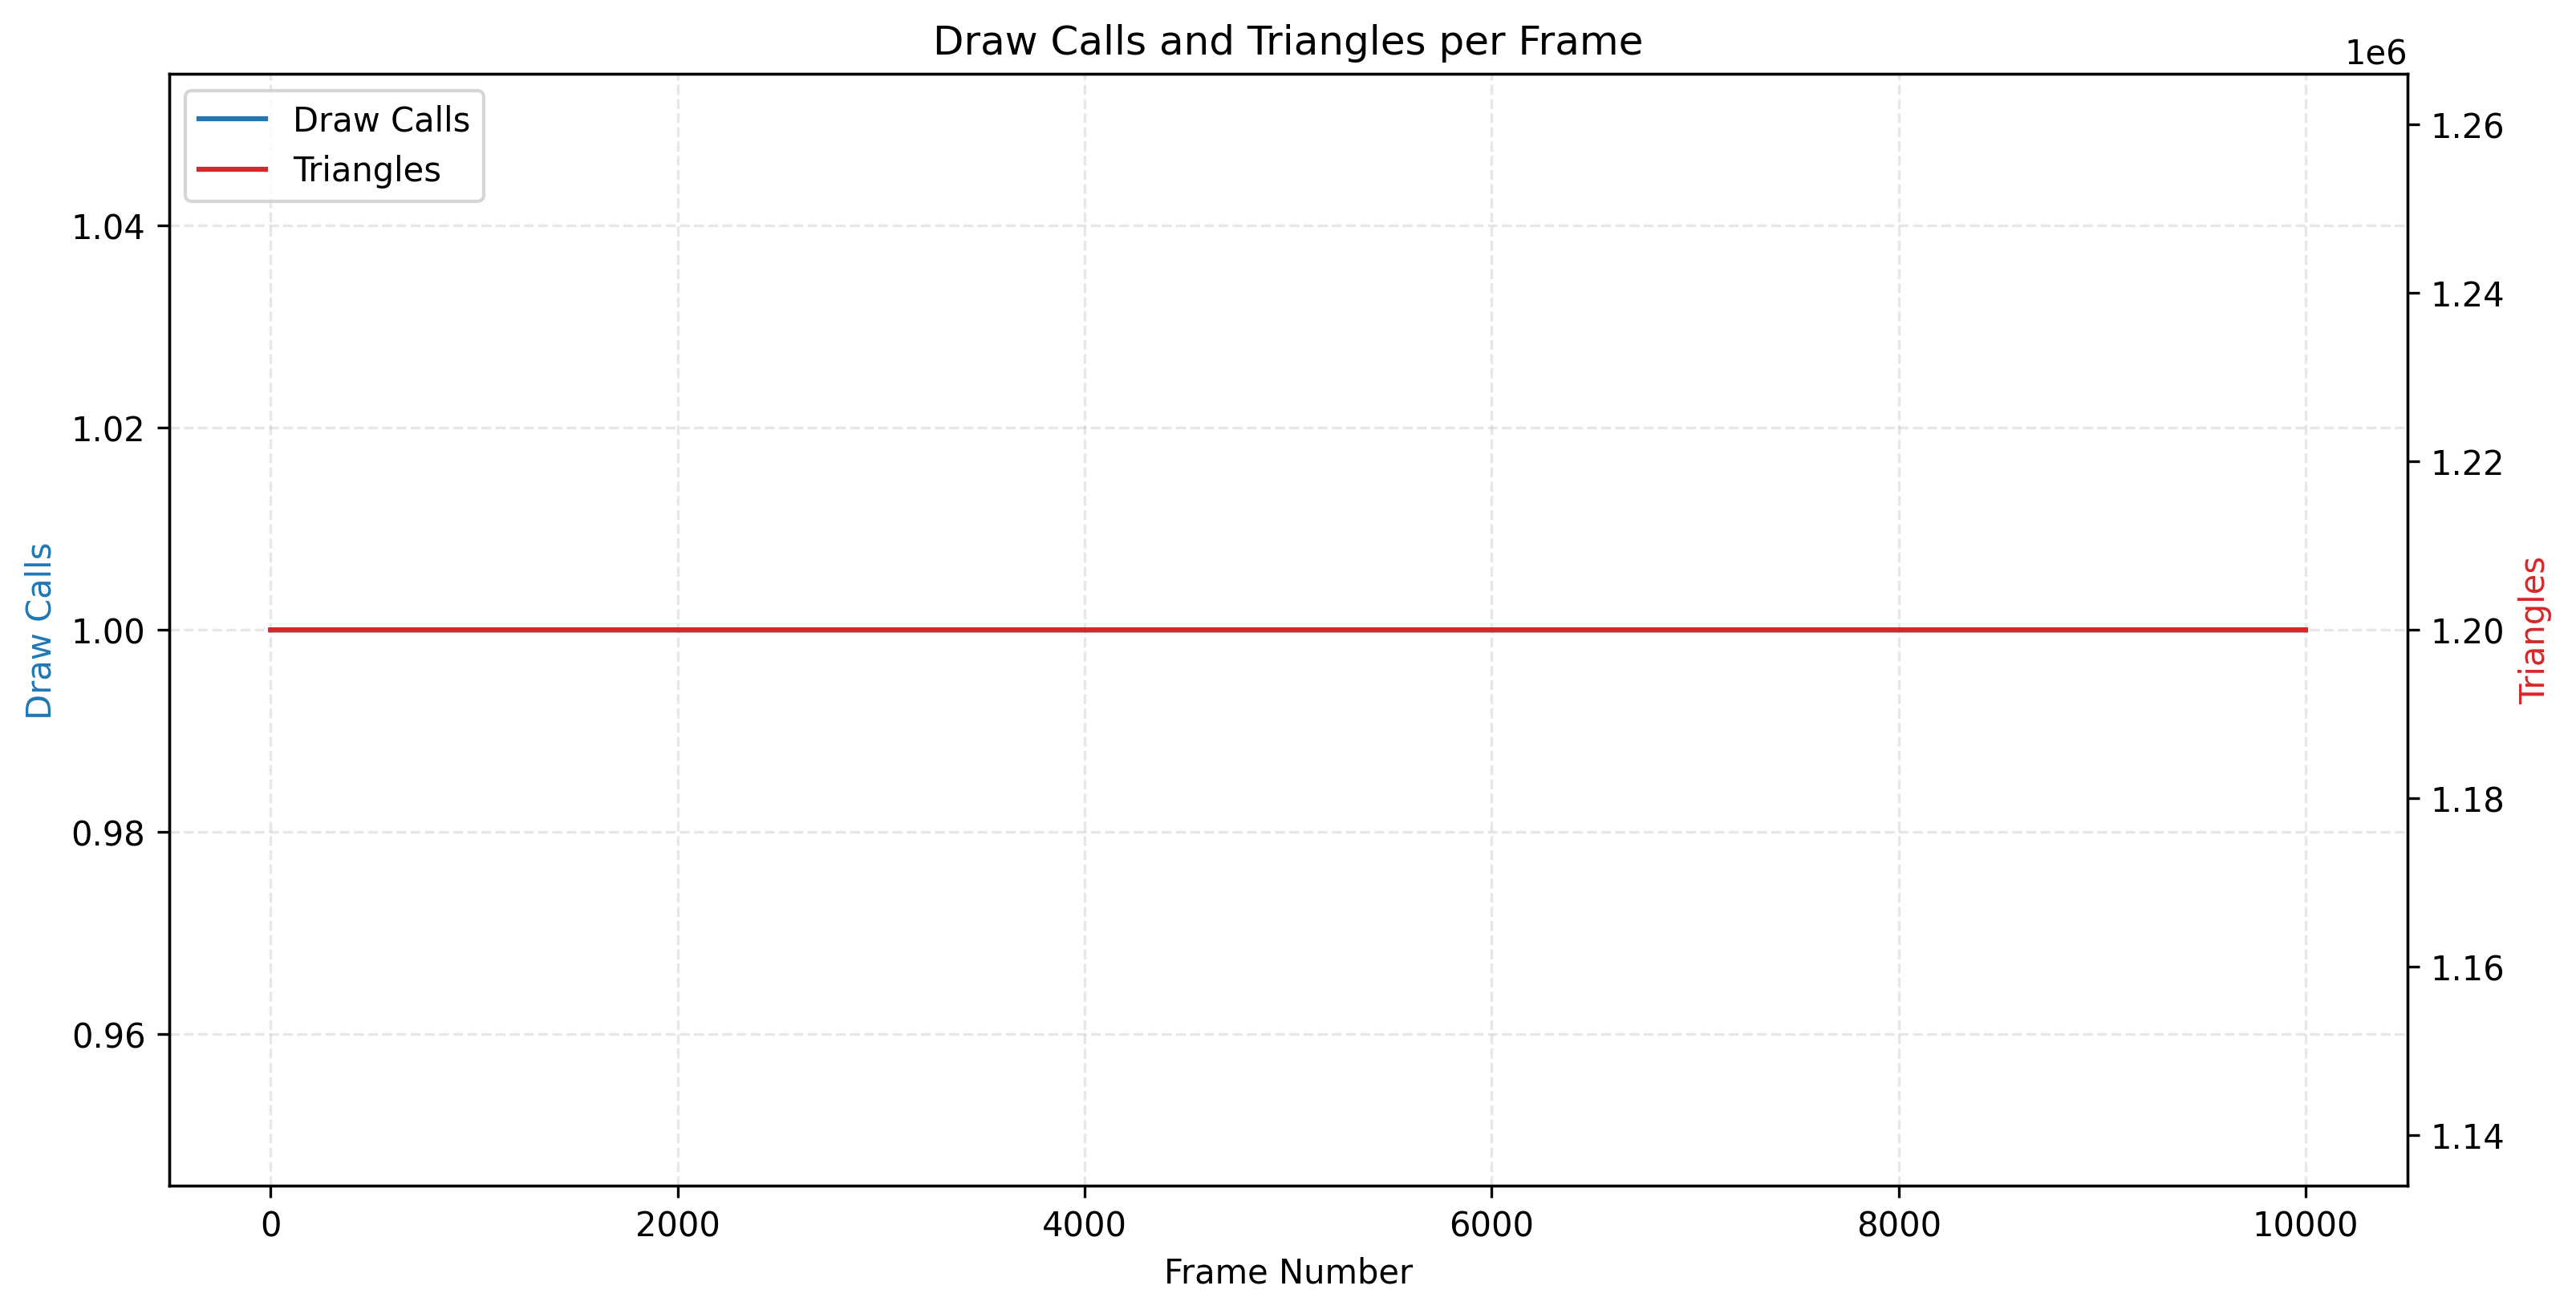 Draw Calls and Triangles per Frame
1e6
Draw Calls
Triangles
1.04
1.02
1.00
0.98
0.96
Draw Calls
1.26
1.24
1.22
1.20
1.18
1.16
1.14
Triangles
0 2000 4000 6000 8000 10000
Frame Number